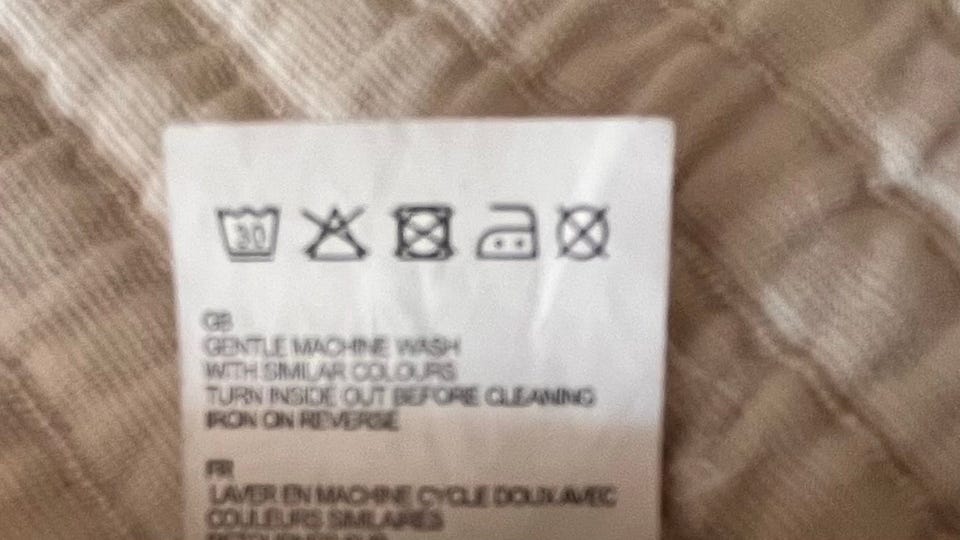 30
GB
GENTLE MACHINE WASH
WITH SIMILAR COLOURS
TURN INSIDE OUT BEFORE CLEANING
IRON ON REVERSE
FR
LAVER EN MACHINE CYCLE DOUX AVEC
COULEURS SIMILAIRES